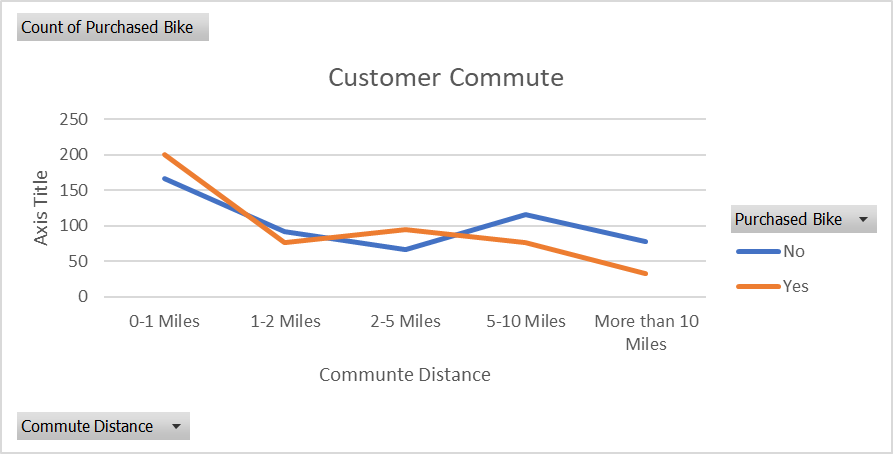 Count of Purchased Bike
Customer Commute
250
200
150
100
50
0
Axis Title
0-1 Miles
1-2 Miles
2-5 Miles
5-10 Miles
More than 10
Miles
Communte Distance
Purchased Bike
No
Yes
Commute Distance